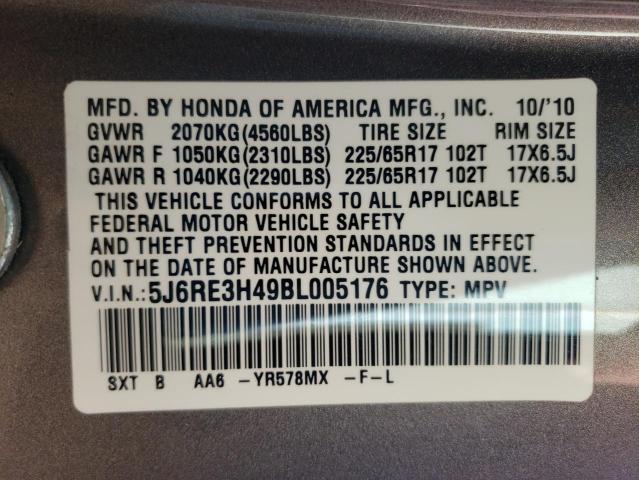 MFD. BY HONDA OF AMERICA MFG., INC. 10/'10
GVWR 2070KG(4560LBS) TIRE SIZE RIM SIZE
GAWR F 1050KG(2310LBS) 225/65R17 102T 17X6.5J
GAWR R 1040KG(2290LBS) 225/65R17 102T 17X6.5J
THIS VEHICLE CONFORMS TO ALL APPLICABLE
FEDERAL MOTOR VEHICLE SAFETY
AND THEFT PREVENTION STANDARDS IN EFFECT
ON THE DATE OF MANUFACTURE SHOWN ABOVE.
V.I.N.: 5J6RE3H49BL005176 TYPE: MPV
SXT B AA6 -YR578MX -F-L